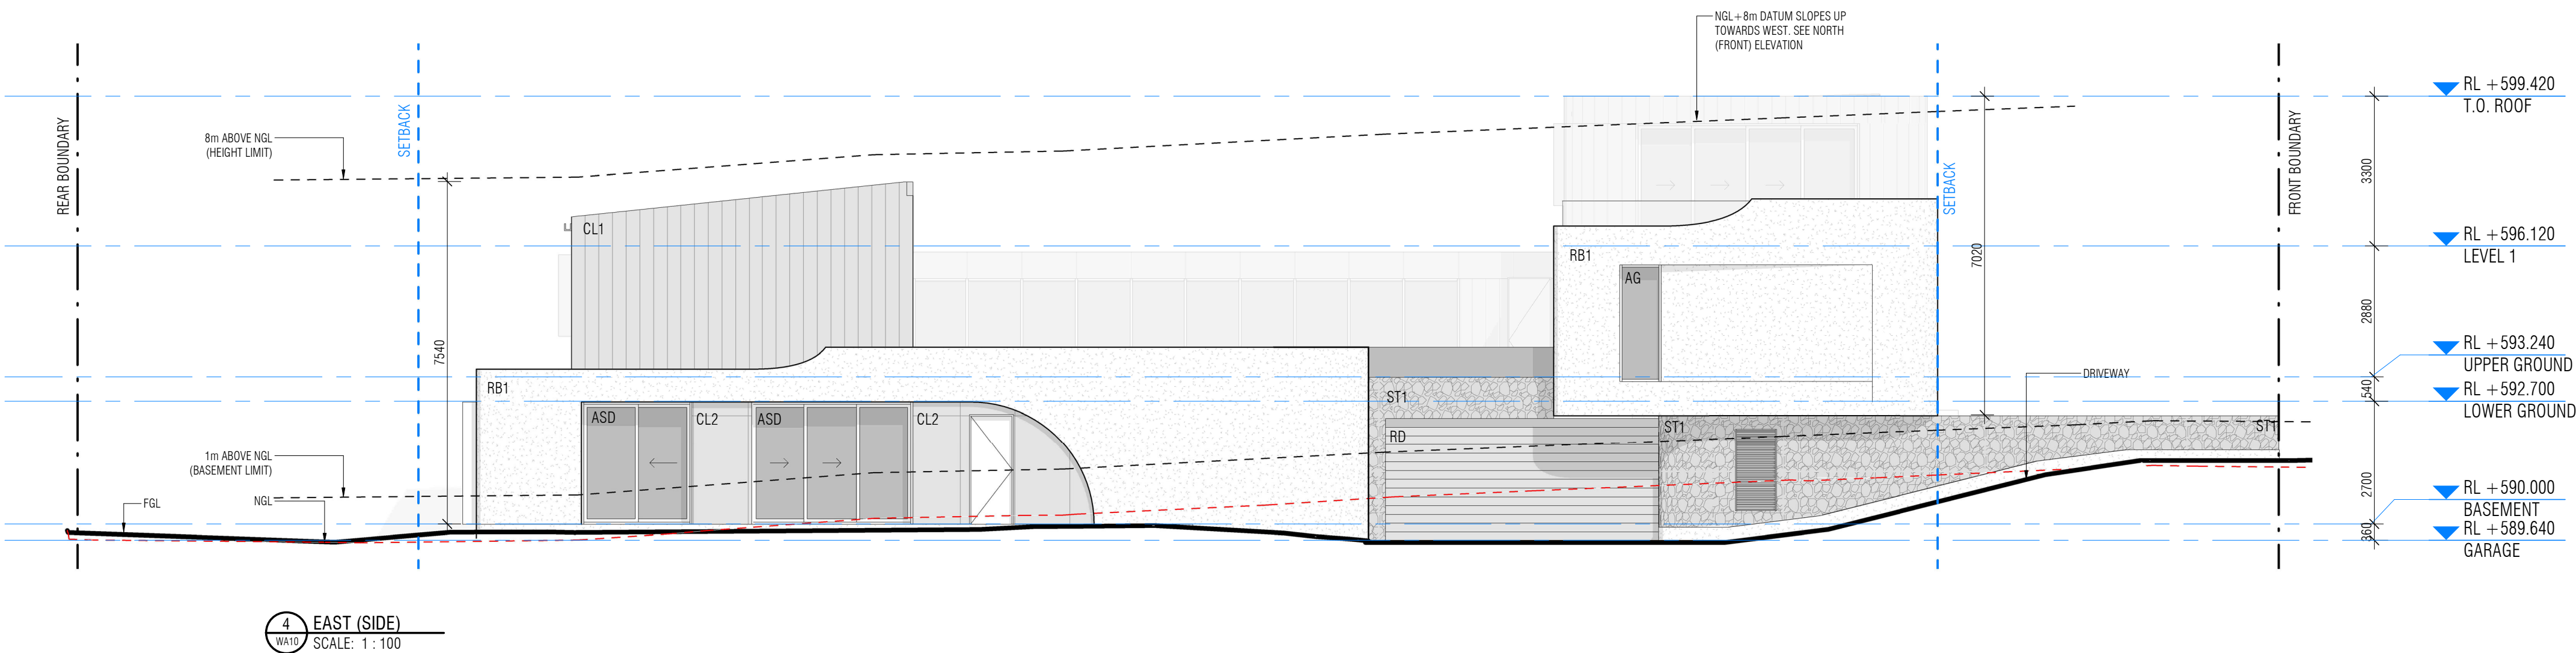 NGL+8m DATUM SLOPES UP
TOWARDS WEST. SEE NORTH
(FRONT) ELEVATION
REAR BOUNDARY
SETBACK
8m ABOVE NGL
(HEIGHT LIMIT)
SETBACK
FRONT BOUNDARY
RL +599.420
T.O. ROOF
3300
CL1
RB1
AG
7020
RL +596.120
LEVEL 1
2880
7540
RL +593.240
UPPER GROUND
DRIVEWAY
540
RL +592.700
LOWER GROUND
RB1
ASD
CL2
ASD
CL2
ST1
RD
ST1
ST1
1m ABOVE NGL
(BASEMENT LIMIT)
FGL
NGL
2700
RL +590.000
BASEMENT
360
RL +589.640
GARAGE
4
WA10
EAST (SIDE)
SCALE: 1 : 100